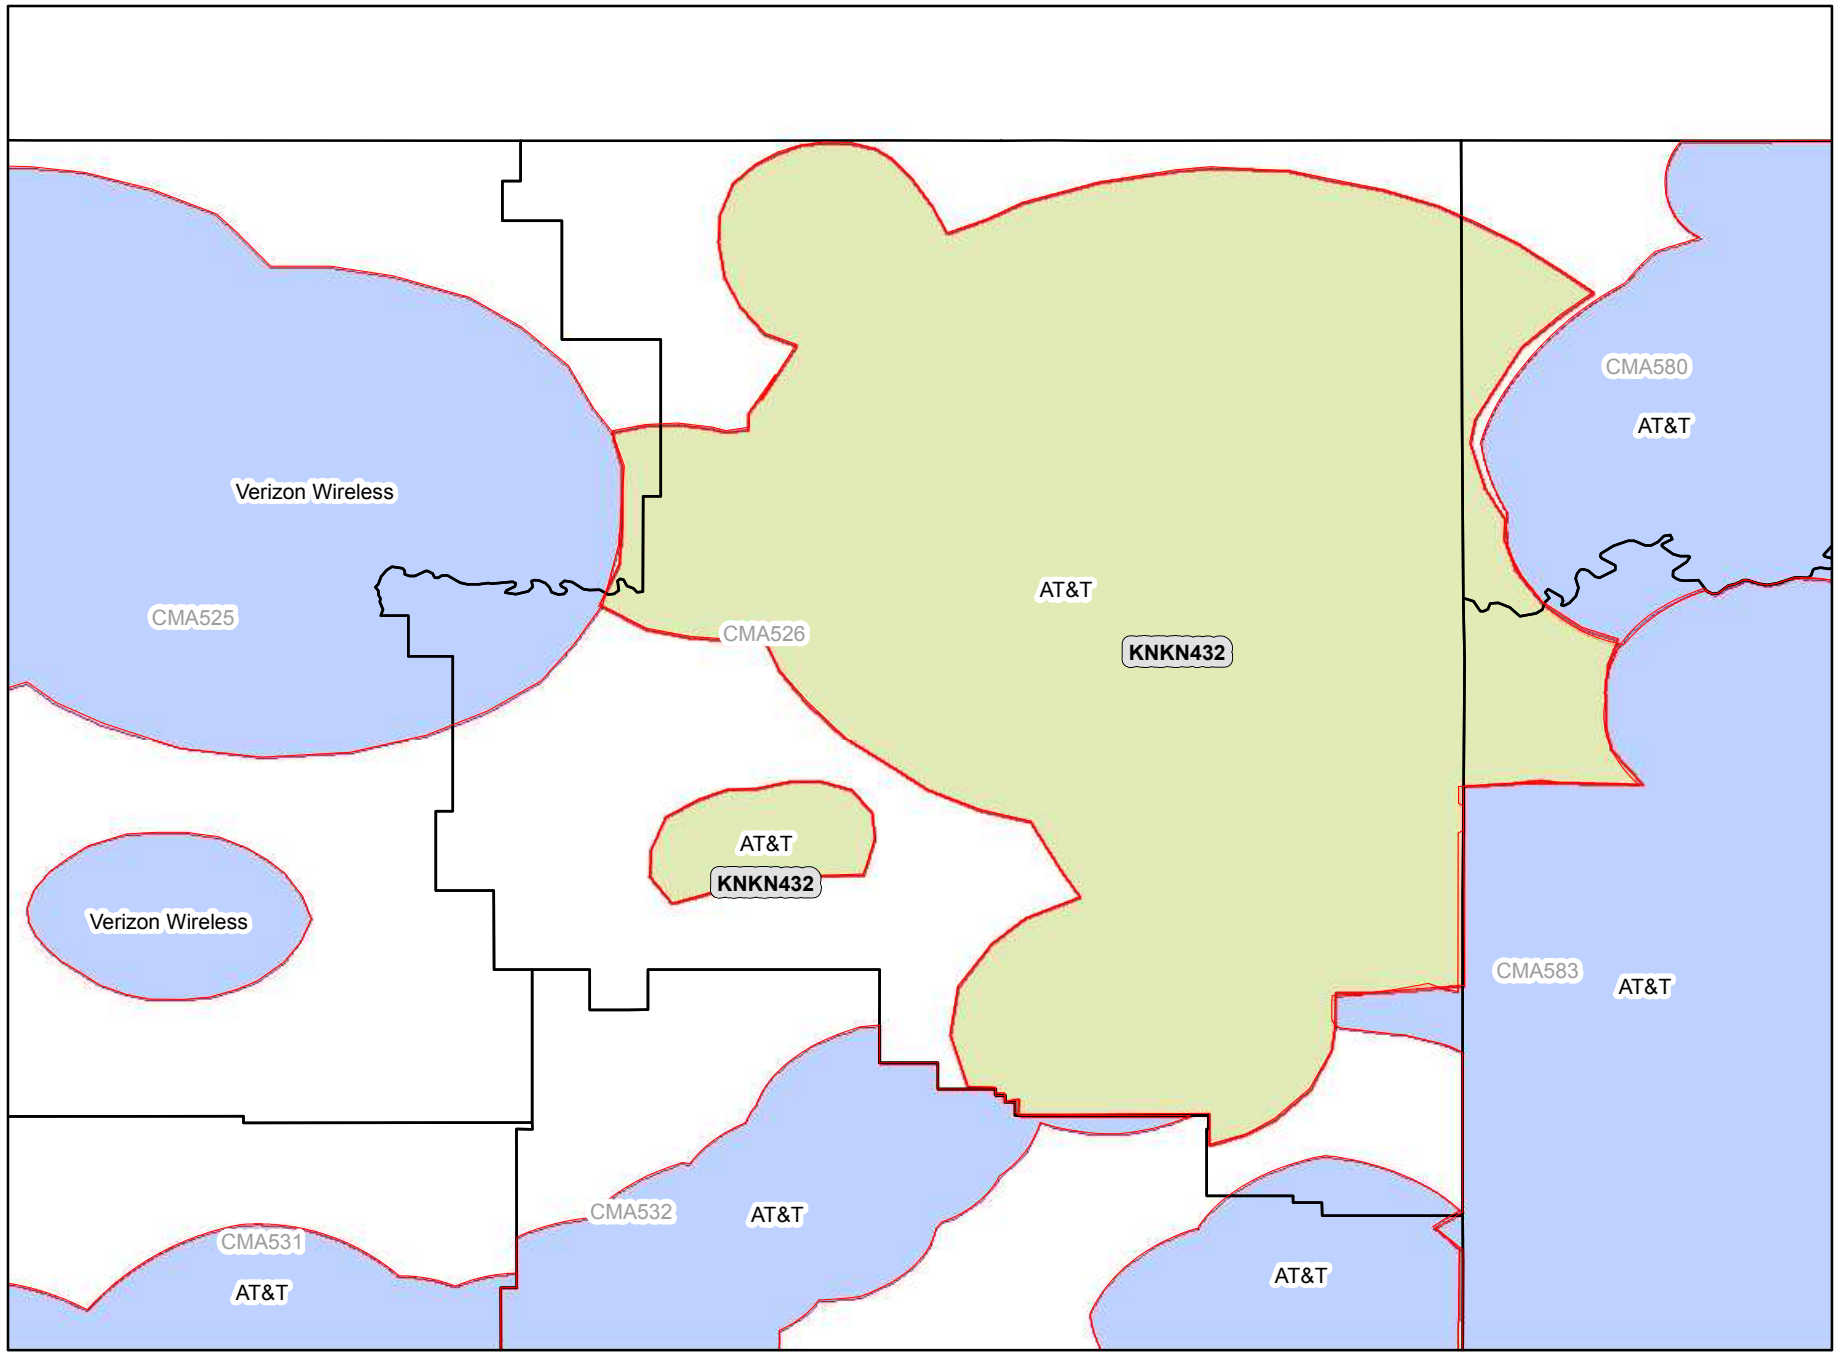 CMA580
AT&T
Verizon Wireless
AT&T
CMA525
CMA526
KNKN432
AT&T
KNKN432
Verizon Wireless
CMA583
AT&T
CMA532
AT&T
CMA531
AT&T
AT&T